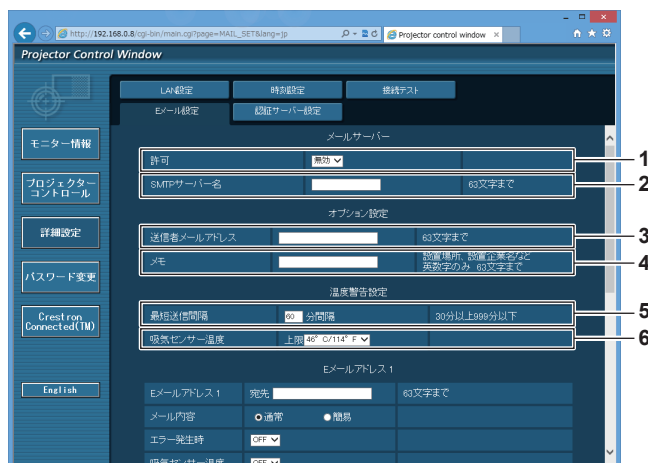 http://192.168.0.8/cgi-bin/main.cgi?page=MAIL_SET&lang=jp
Projector control window
Projector Control Window
LAN設定 時刻設定 接続テスト
Eメール設定 認証サーバー設定
モニター情報
プロジェクター
コントロール
詳細設定
パスワード変更
Crestron
Connected(TM)
English
メールサーバー
許可 無効 1
SMTPサーバー名 63文字まで 2
オプション設定
送信者メールアドレス 63文字まで 3
メモ 設置場所、設置企業名など
英数字のみ 63文字まで 4
温度警告設定
最短送信間隔 60 分間隔 30分以上999分以下 5
吸気センサー温度 上限 46° C/114° F 6
Eメールアドレス 1
Eメールアドレス 1 宛先 63文字まで
メール内容 通常 簡易
エラー発生時 OFF
吸気センサー温度 OFF